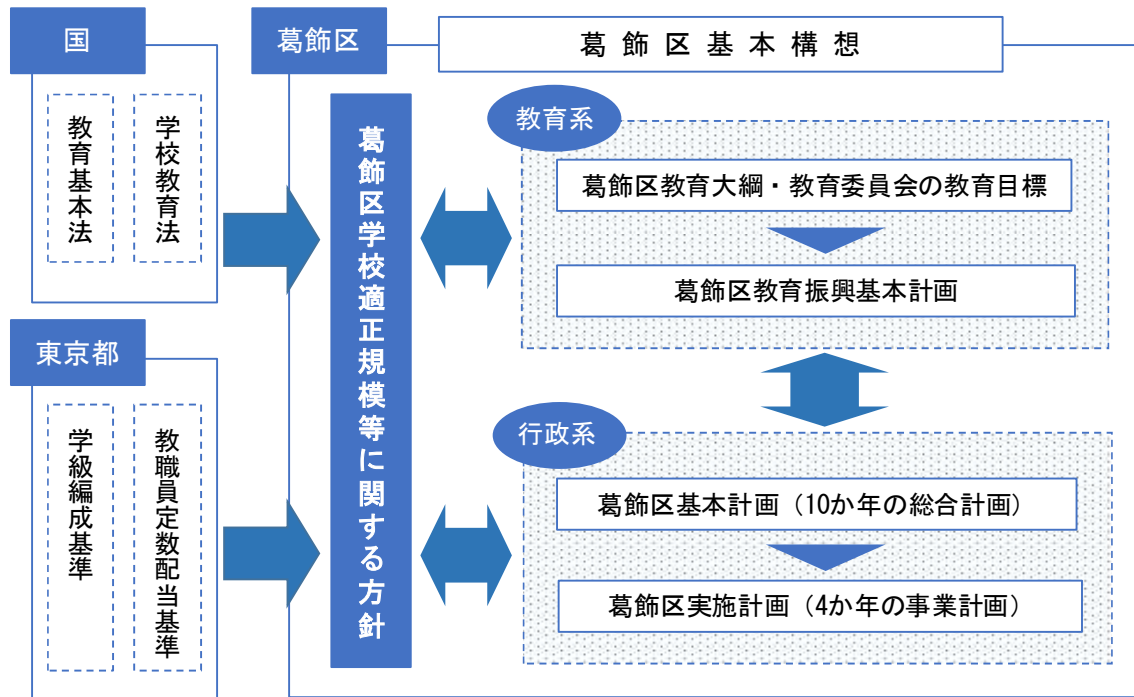 国
教育基本法
学校教育法
東京都
学級編成基準
教職員定数配当基準
葛飾区
葛飾区基本構想
葛飾区学校適正規模等に関する方針
教育系
葛飾区教育大綱・教育委員会の教育目標
葛飾区教育振興基本計画
行政系
葛飾区基本計画（10か年の総合計画）
葛飾区実施計画（4か年の事業計画）